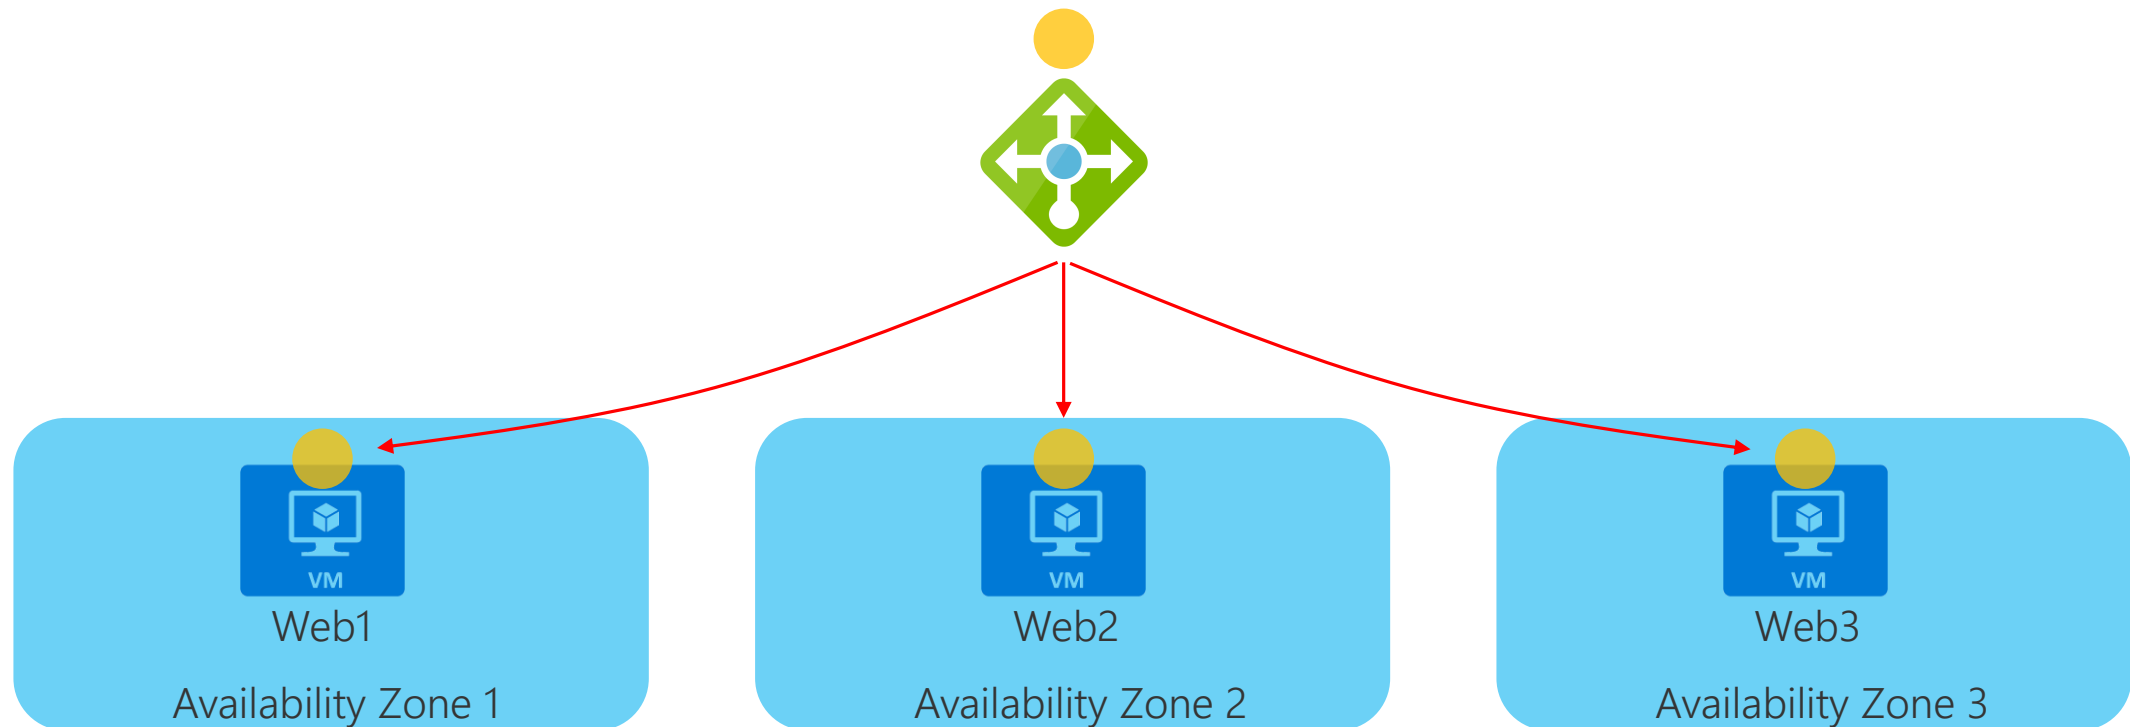 VM
VM
VM
Web1
Web2
Web3
Availability Zone 1
Availability Zone 2
Availability Zone 3